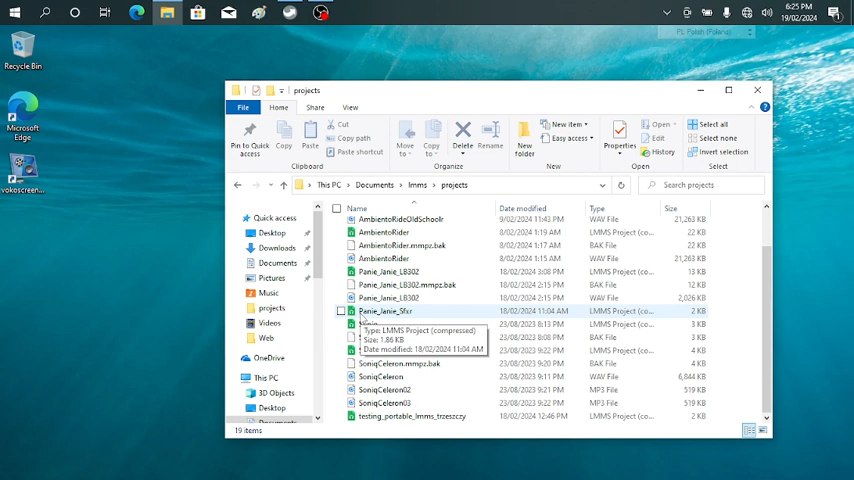 6:25 PM
19/02/2024
PL Polish (Poland)
Recycle Bin
Microsoft
Edge
vokoscreen...
projects
File
Home
Share
View
Pin to Quick
access
Copy
Paste
Cut
Copy path
Paste shortcut
Clipboard
Move
to
Copy
to
Delete
Rename
Organize
New
folder
New item
Easy access
New
Properties
Open
Edit
History
Open
Select all
Select none
Invert selection
Select
This PC > Documents > lmms > projects
Search projects
Name Date modified Type Size
AmbientoRideOldSchoolr 9/02/2024 11:43 PM WAV File 21,263 KB
AmbientoRider 8/02/2024 1:19 AM LMMS Project (co... 22 KB
AmbientoRider.mmpz.bak 8/02/2024 1:17 AM BAK File 22 KB
AmbientoRider 8/02/2024 1:15 AM WAV File 21,263 KB
Panie_Janie_LB302 18/02/2024 3:08 PM LMMS Project (co... 13 KB
Panie_Janie_LB302.mmpz.bak 18/02/2024 2:15 PM BAK File 12 KB
Panie_Janie_LB302 18/02/2024 2:15 PM WAV File 2,026 KB
Panie_Janie_Sfxr 18/02/2024 11:04 AM LMMS Project (co... 2 KB
23/08/2023 8:13 PM LMMS Project (co... 3 KB
23/08/2023 8:08 PM BAK File 3 KB
23/08/2023 9:22 PM LMMS Project (co... 4 KB
SoniqCeleron.mmpz.bak 23/08/2023 9:20 PM BAK File 4 KB
SoniqCeleron 23/08/2023 9:11 PM WAV File 6,844 KB
SoniqCeleron02 23/08/2023 9:21 PM MP3 File 519 KB
SoniqCeleron03 23/08/2023 9:22 PM MP3 File 519 KB
testing_portable_lmms_trzeszczy 18/02/2024 12:46 PM LMMS Project (co... 2 KB
Type: LMMS Project (compressed)
Size: 1.86 KB
Date modified: 18/02/2024 11:04 AM
Quick access
Desktop
Downloads
Documents
Pictures
Music
projects
Videos
Web
OneDrive
This PC
3D Objects
Desktop
19 items